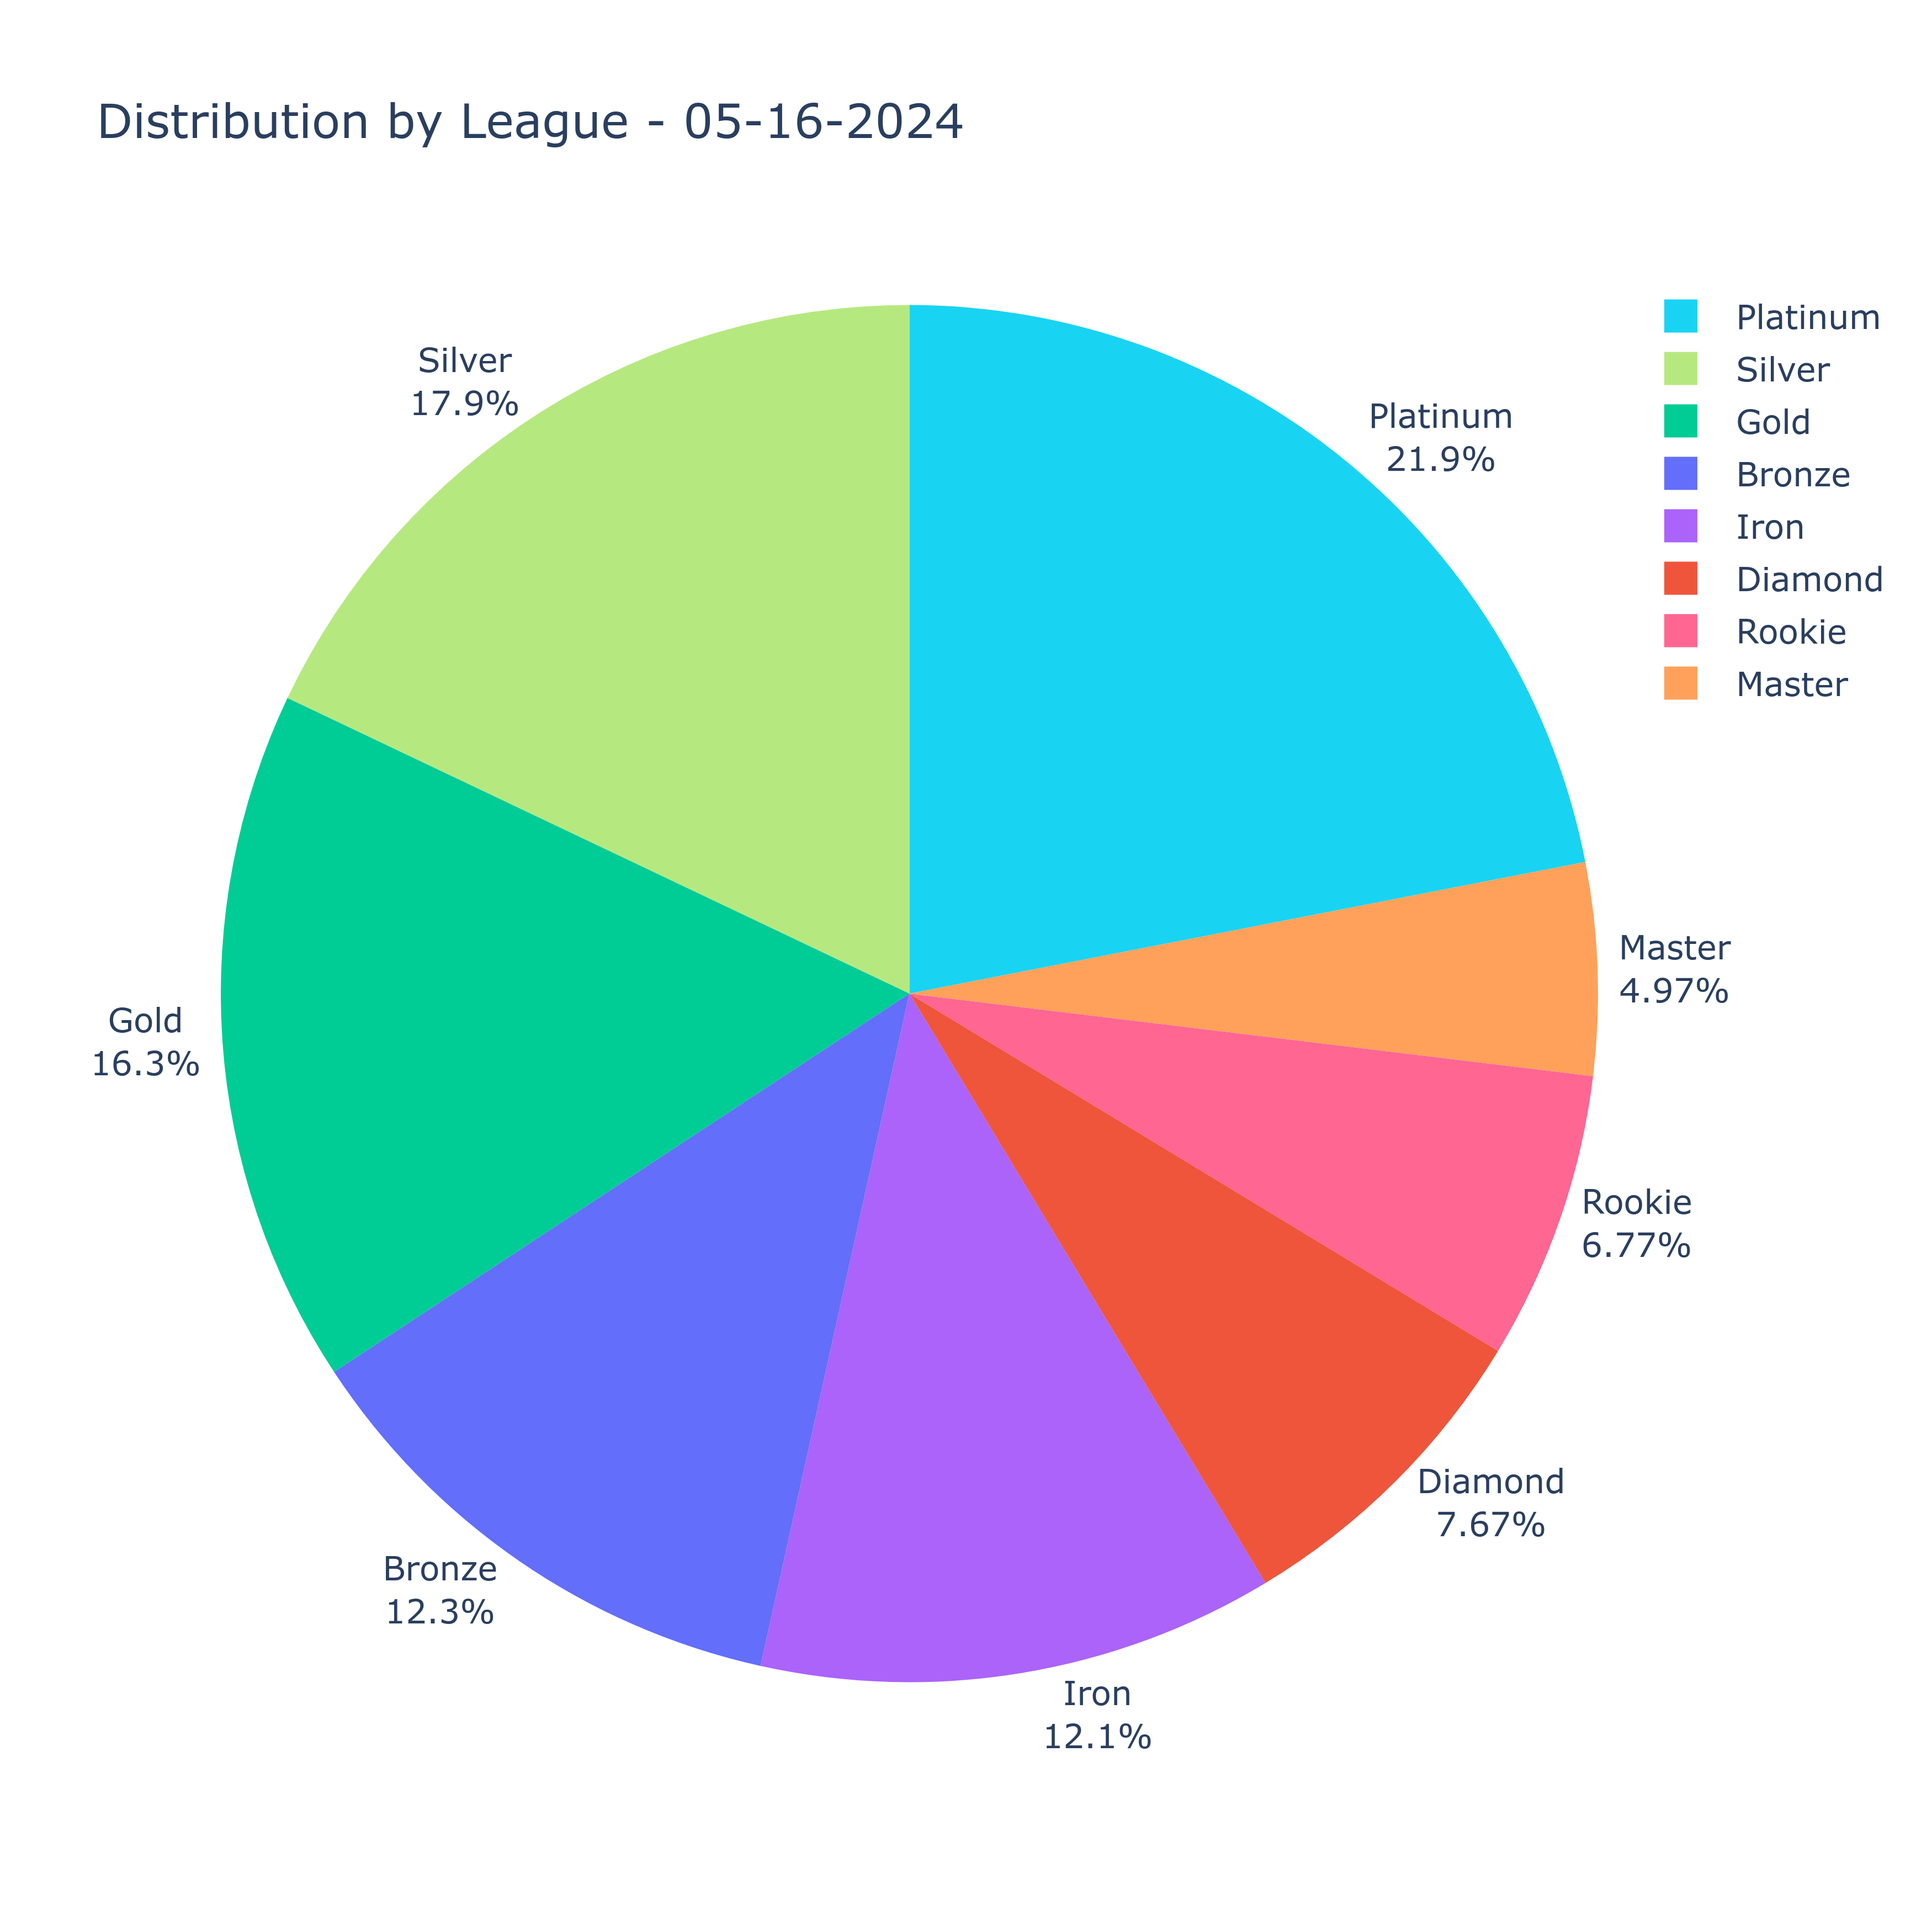 Distribution by League - 05-16-2024
Silver
17.9%
Platinum
21.9%
Gold
16.3%
Master
4.97%
Rookie
6.77%
Diamond
7.67%
Bronze
12.3%
Iron
12.1%
Platinum
Silver
Gold
Bronze
Iron
Diamond
Rookie
Master